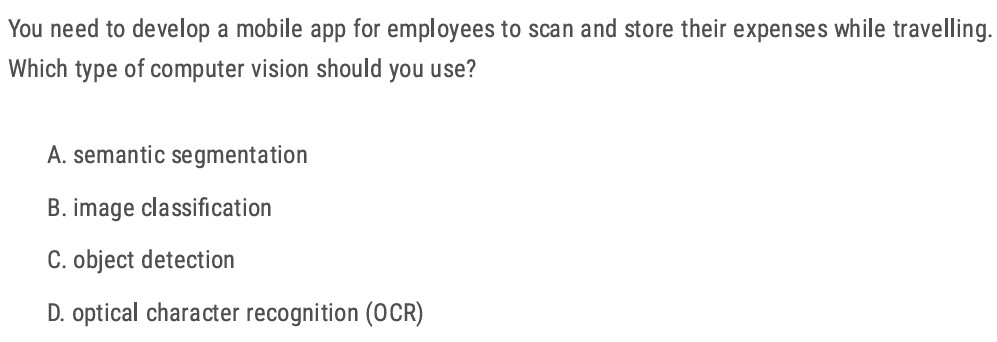 You need to develop a mobile app for employees to scan and store their expenses while travelling.
Which type of computer vision should you use?
A. semantic segmentation
B. image classification
C. object detection
D. optical character recognition (OCR)